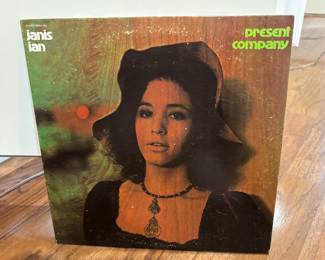 janis
ian
present
company